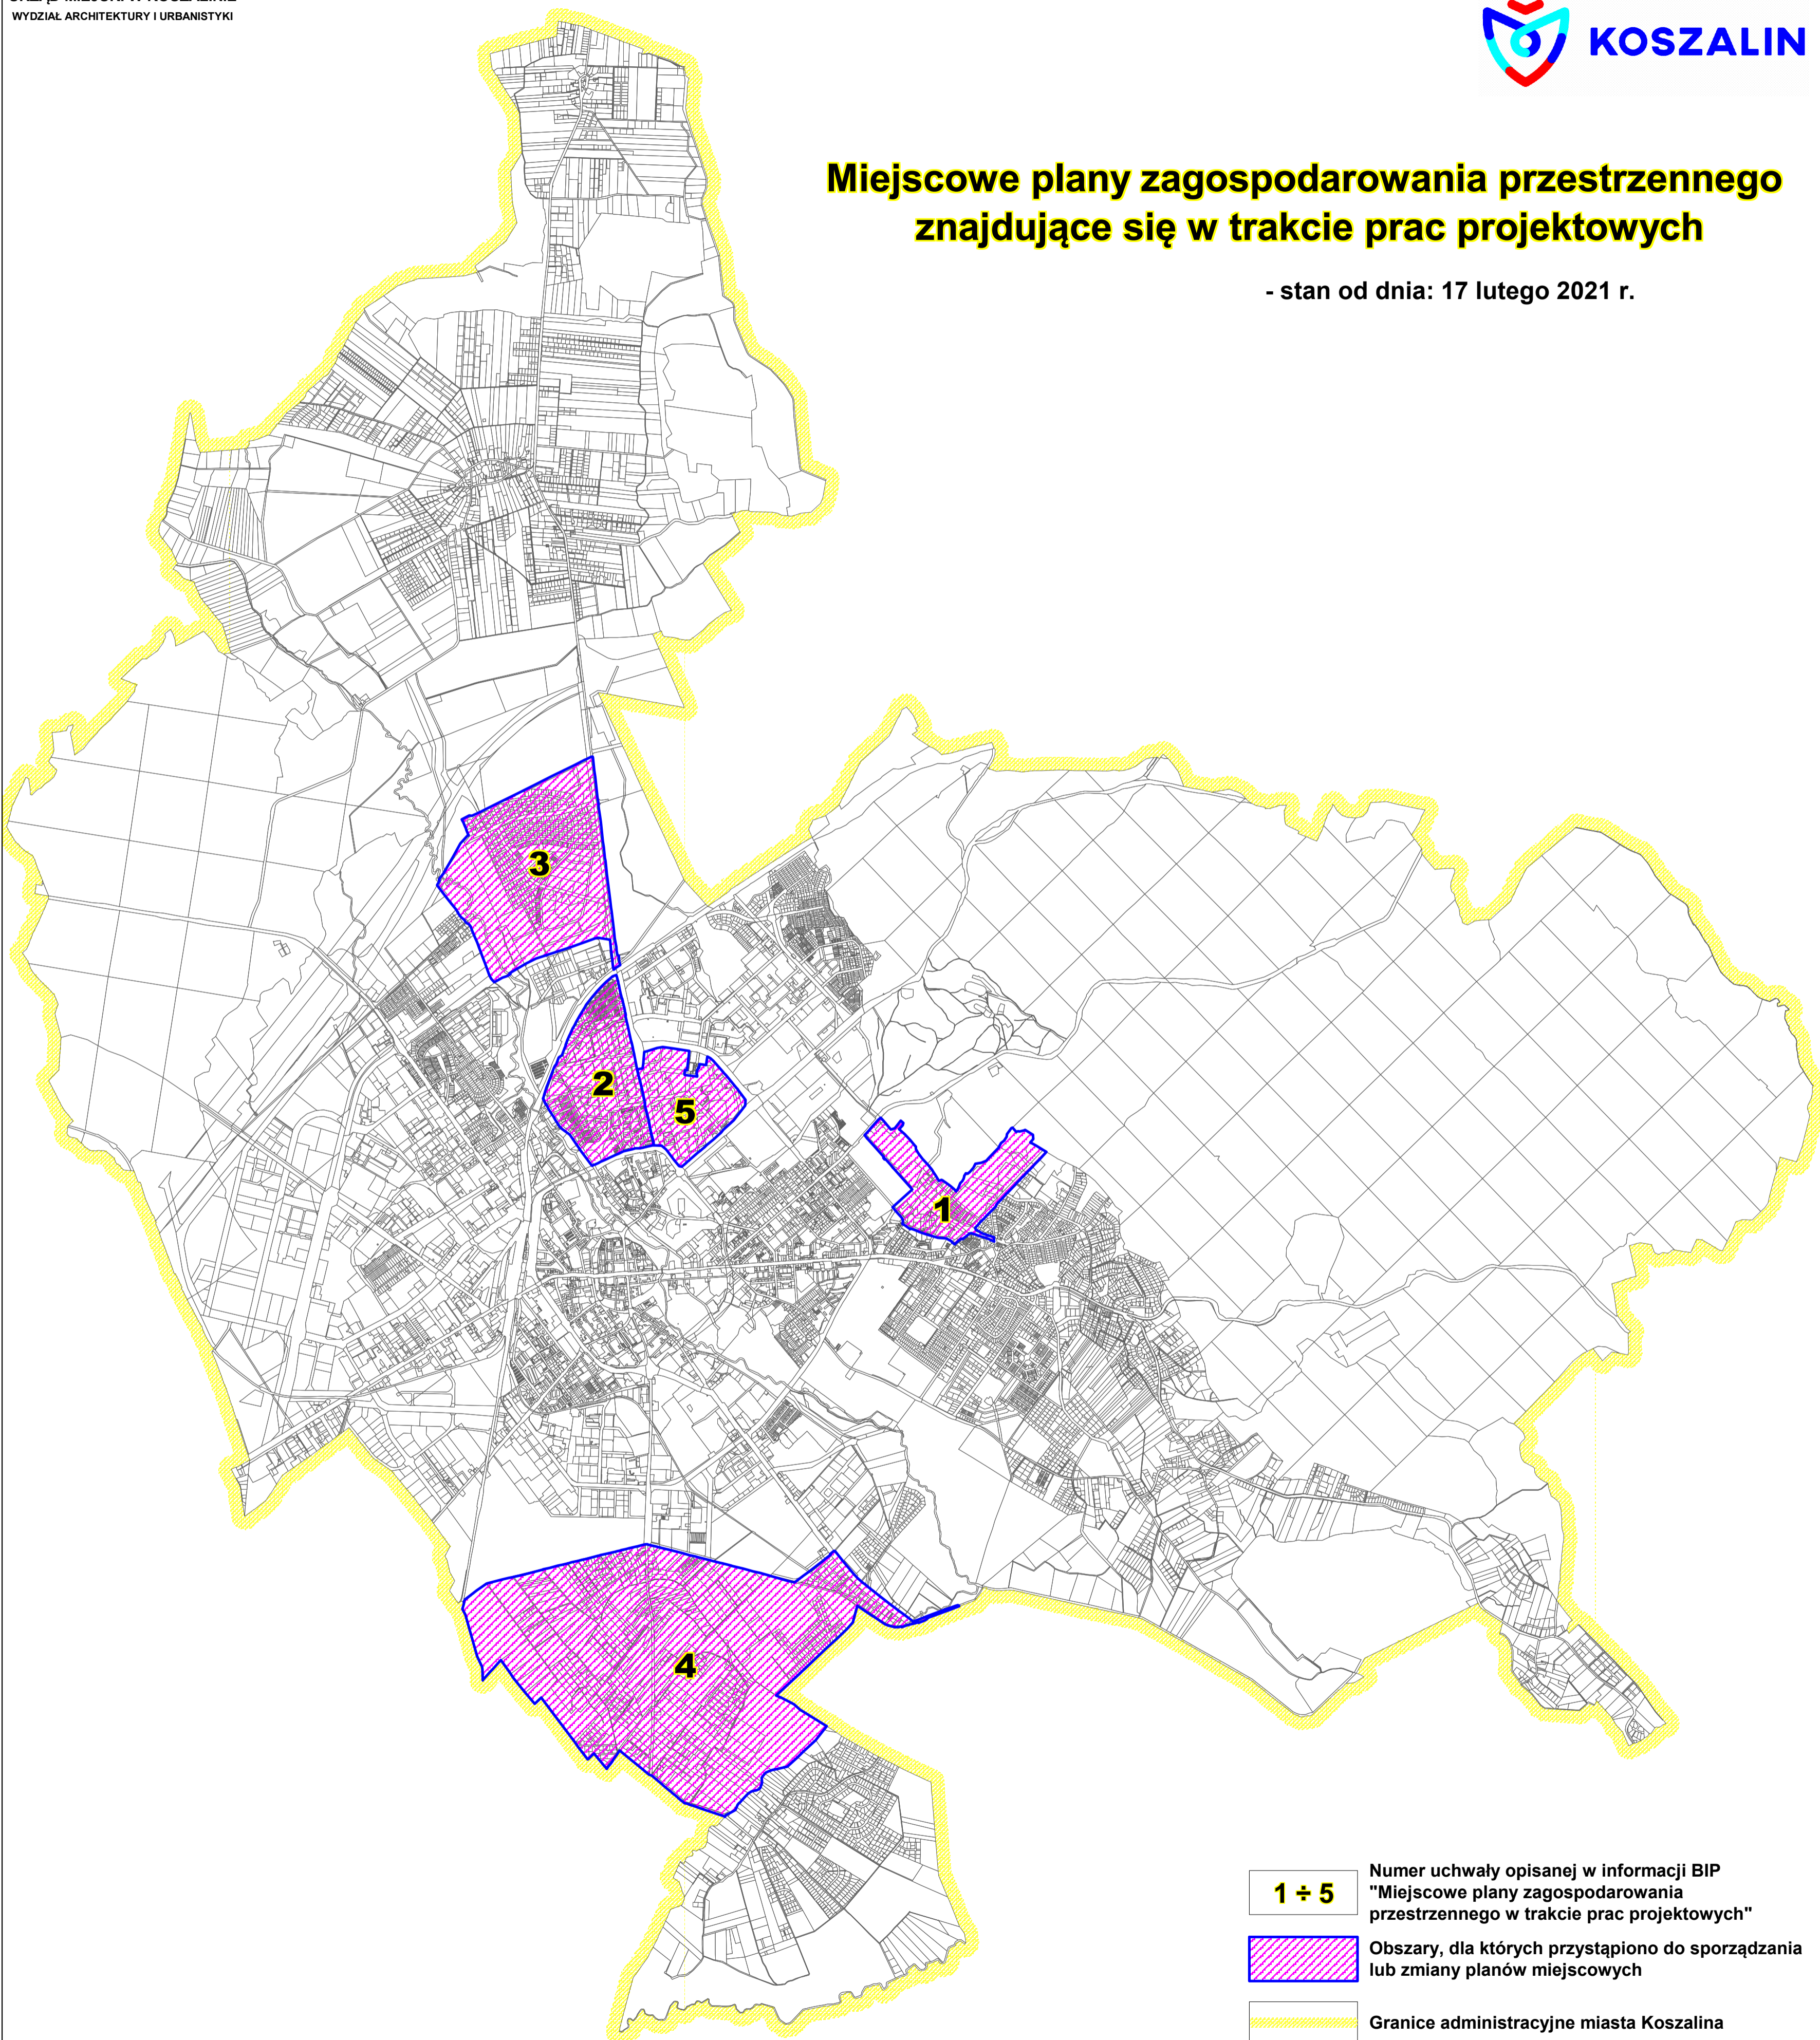 WYDZIAŁ ARCHITEKTURY I URBANISTYKI
KOSZALIN
Miejscowe plany zagospodarowania przestrzennego
znajdujące się w trakcie prac projektowych
- stan od dnia: 17 lutego 2021 r.
3
2
5
1
4
1 ÷ 5
Numer uchwały opisanej w informacji BIP
"Miejscowe plany zagospodarowania
przestrzennego w trakcie prac projektowych"
Obszary, dla których przystąpiono do sporządzania
lub zmiany planów miejscowych
Granice administracyjne miasta Koszalina